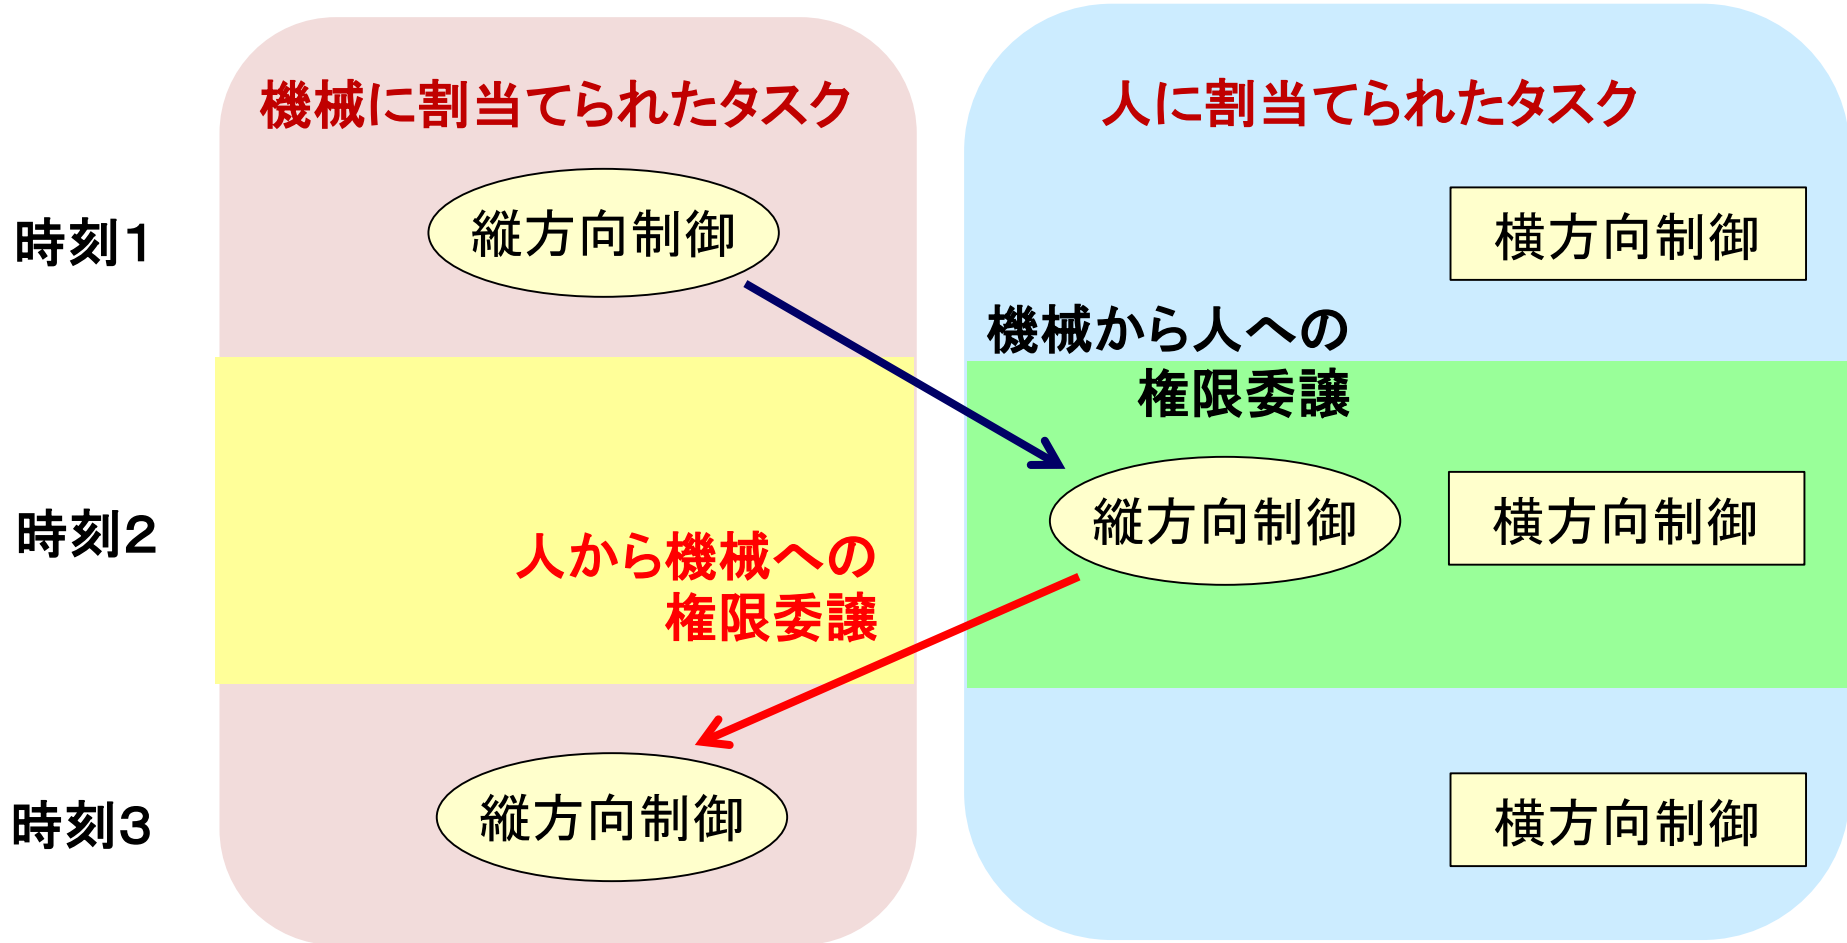 機械に割当てられたタスク
人に割当てられたタスク
時刻１
縦方向制御
横方向制御
機械から人への
権限委譲
時刻２
縦方向制御
横方向制御
人から機械への
権限委譲
時刻３
縦方向制御
横方向制御